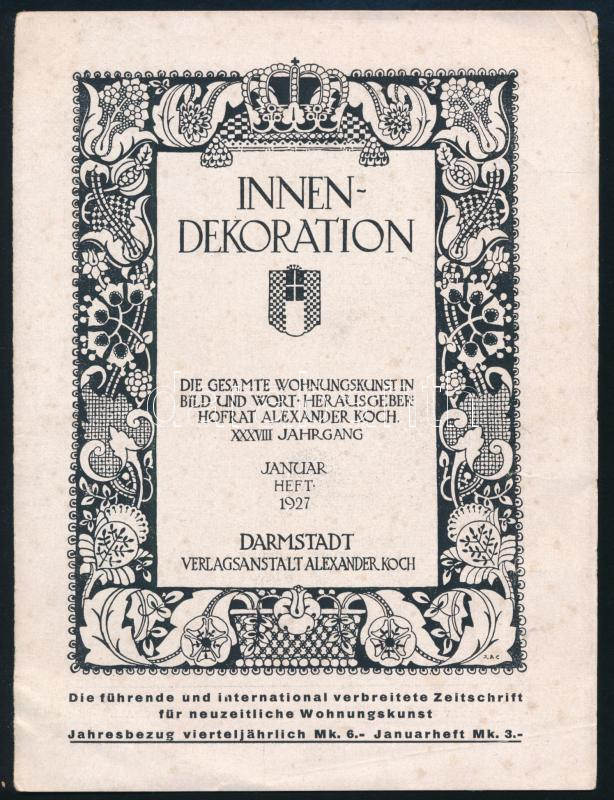 INNEN-
DEKORATION
DIE GESAMTE WOHNUNGSKUNST IN
BILD UND WORT · HERAUSGEBER:
HOFRAT ALEXANDER KOCH.
XXXVIII JAHRGANG
JANUAR
HEFT·
1927
DARMSTADT
VERLAGSANSTALT ALEXANDER KOCH
Die führende und international verbreitete Zeitschrift
für neuzeitliche Wohnungskunst
Jahresbezug vierteljährlich Mk. 6.- Januarheft Mk. 3.-